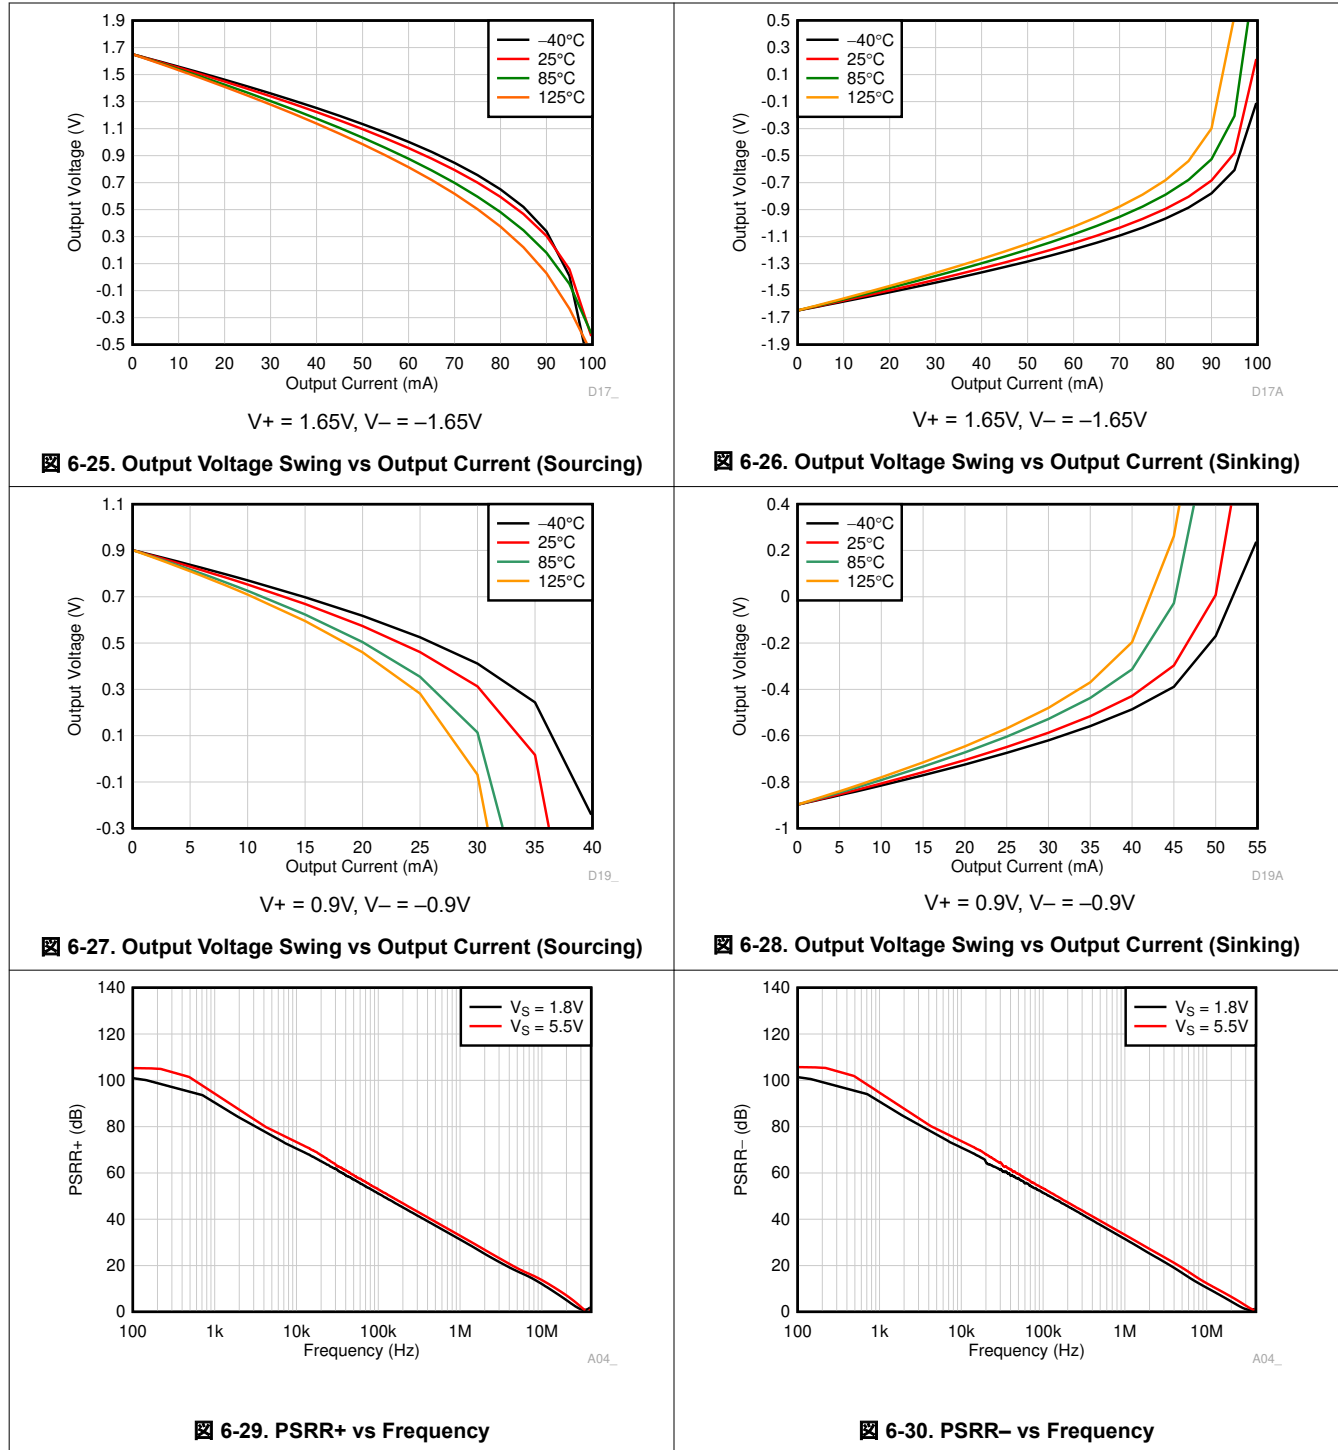 1.9
1.7
1.5
1.3
1.1
0.9
0.7
0.5
0.3
0.1
-0.1
-0.3
-0.5
Output Voltage (V)
–40°C
25°C
85°C
125°C
0 10 20 30 40 50 60 70 80 90 100
Output Current (mA)
D17_
V+ = 1.65V, V– = –1.65V
図 6-25. Output Voltage Swing vs Output Current (Sourcing)
0.5
0.3
0.1
-0.1
-0.3
-0.5
-0.7
-0.9
-1.1
-1.3
-1.5
-1.7
-1.9
Output Voltage (V)
–40°C
25°C
85°C
125°C
0 10 20 30 40 50 60 70 80 90 100
Output Current (mA)
D17A
V+ = 1.65V, V– = –1.65V
図 6-26. Output Voltage Swing vs Output Current (Sinking)
1.1
0.9
0.7
0.5
0.3
0.1
-0.1
-0.3
Output Voltage (V)
–40°C
25°C
85°C
125°C
0 5 10 15 20 25 30 35 40
Output Current (mA)
D19_
V+ = 0.9V, V– = –0.9V
図 6-27. Output Voltage Swing vs Output Current (Sourcing)
0.4
0.2
0
-0.2
-0.4
-0.6
-0.8
-1
Output Voltage (V)
–40°C
25°C
85°C
125°C
0 5 10 15 20 25 30 35 40 45 50 55
Output Current (mA)
D19A
V+ = 0.9V, V– = –0.9V
図 6-28. Output Voltage Swing vs Output Current (Sinking)
140
120
100
80
60
40
20
0
PSRR+ (dB)
VS = 1.8V
VS = 5.5V
100 1k 10k 100k 1M 10M
Frequency (Hz)
A04_
図 6-29. PSRR+ vs Frequency
140
120
100
80
60
40
20
0
PSRR– (dB)
VS = 1.8V
VS = 5.5V
100 1k 10k 100k 1M 10M
Frequency (Hz)
A04_
図 6-30. PSRR– vs Frequency